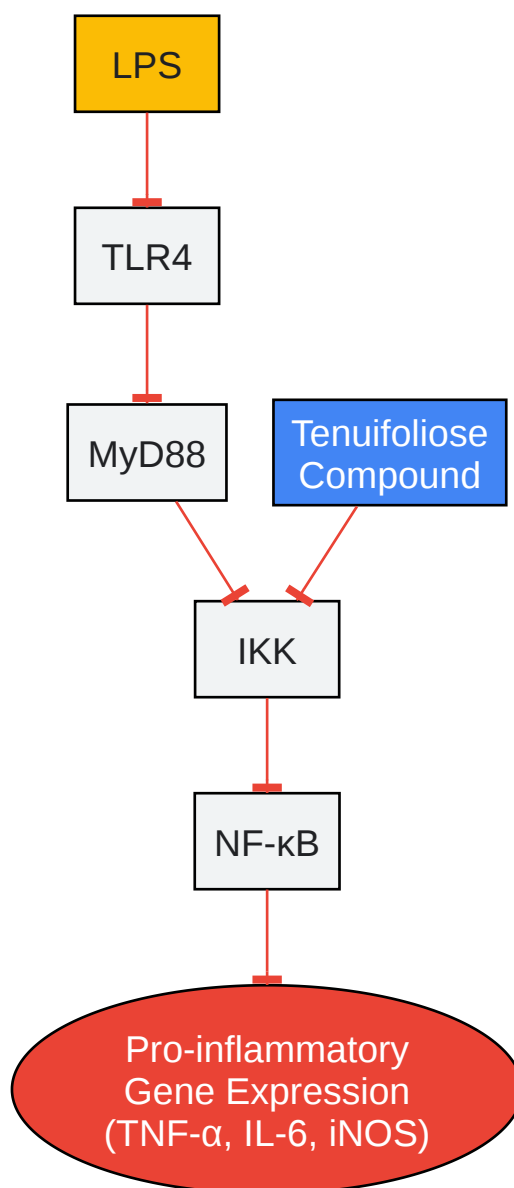 LPS
TLR4
MyD88
Tenuifoliose
Compound
IKK
NF-κB
Pro-inflammatory
Gene Expression
(TNF-α, IL-6, iNOS)